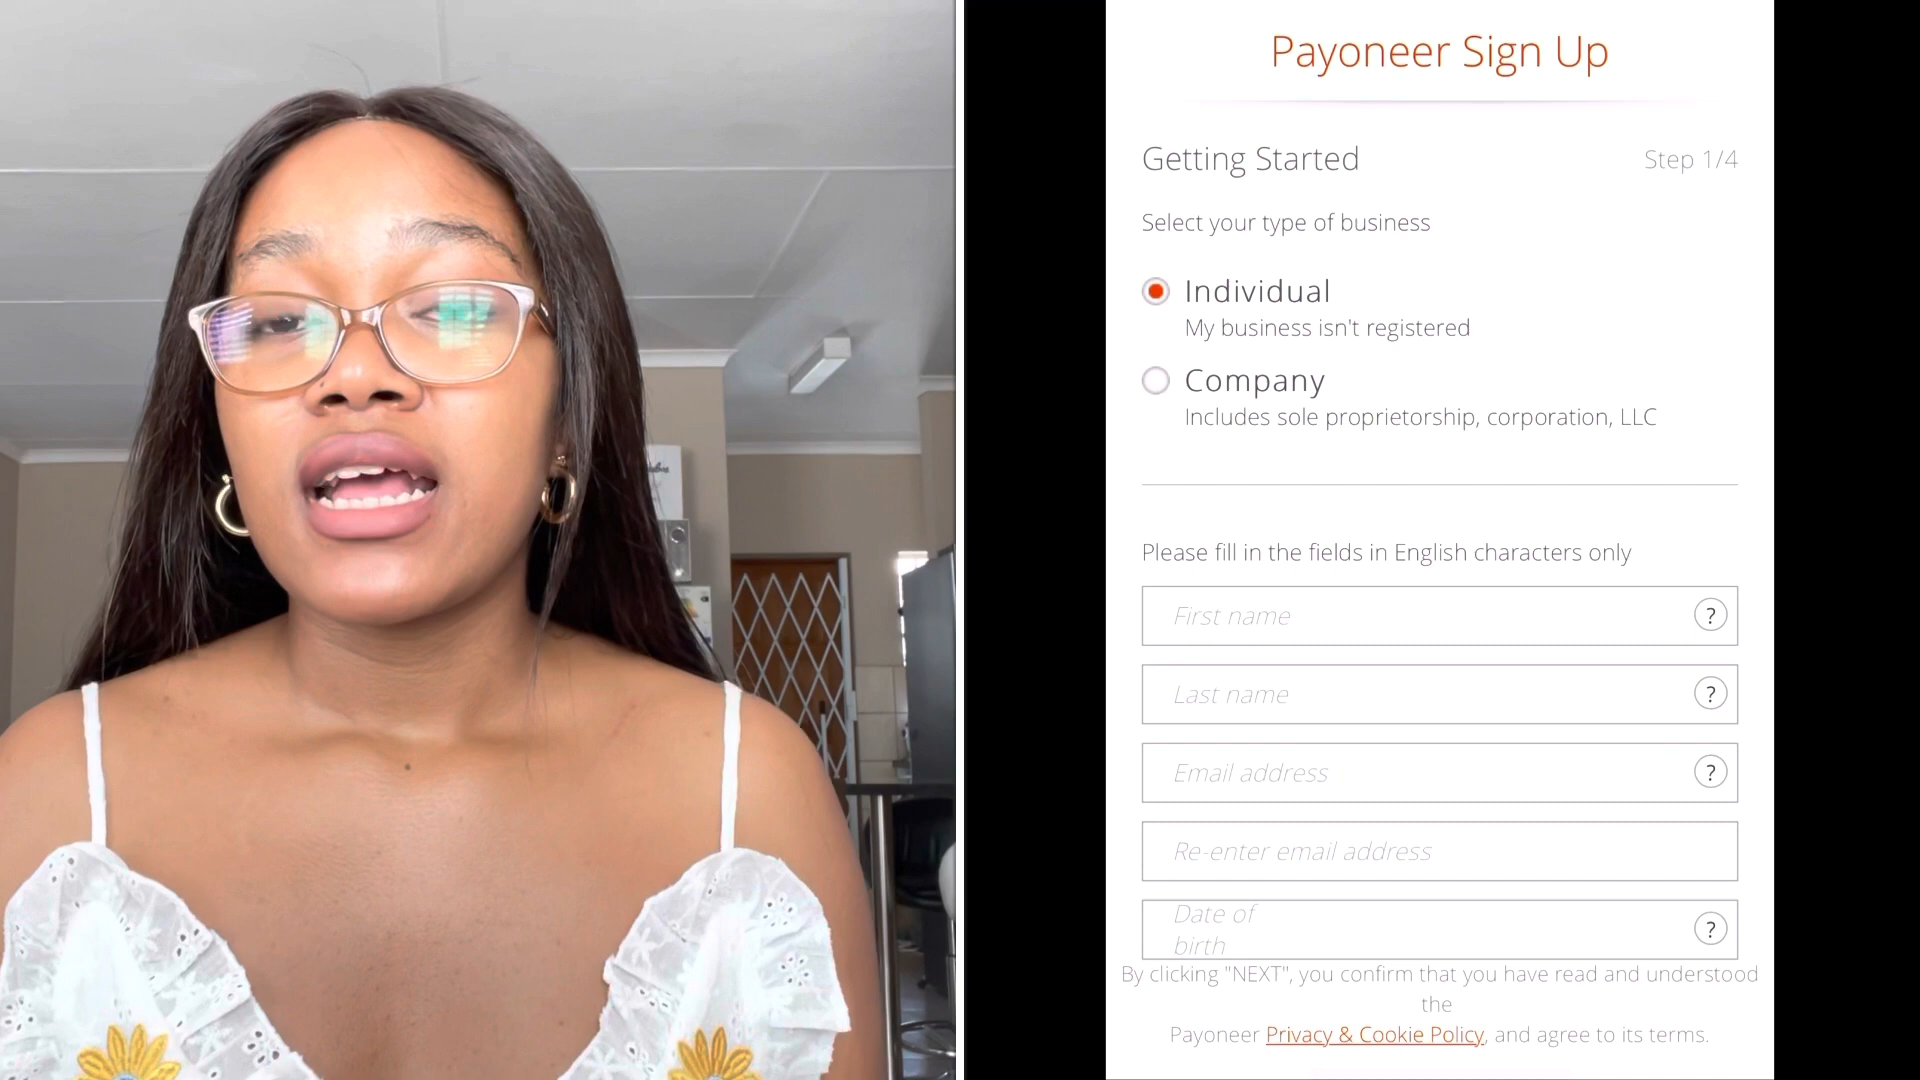 Payoneer Sign Up
Getting Started
Step 1/4
Select your type of business
Individual
My business isn't registered
Company
Includes sole proprietorship, corporation, LLC
Please fill in the fields in English characters only
First name
?
Last name
?
Email address
?
Re-enter email address
Date of
birth
?
By clicking "NEXT", you confirm that you have read and understood
the
Payoneer Privacy & Cookie Policy, and agree to its terms.